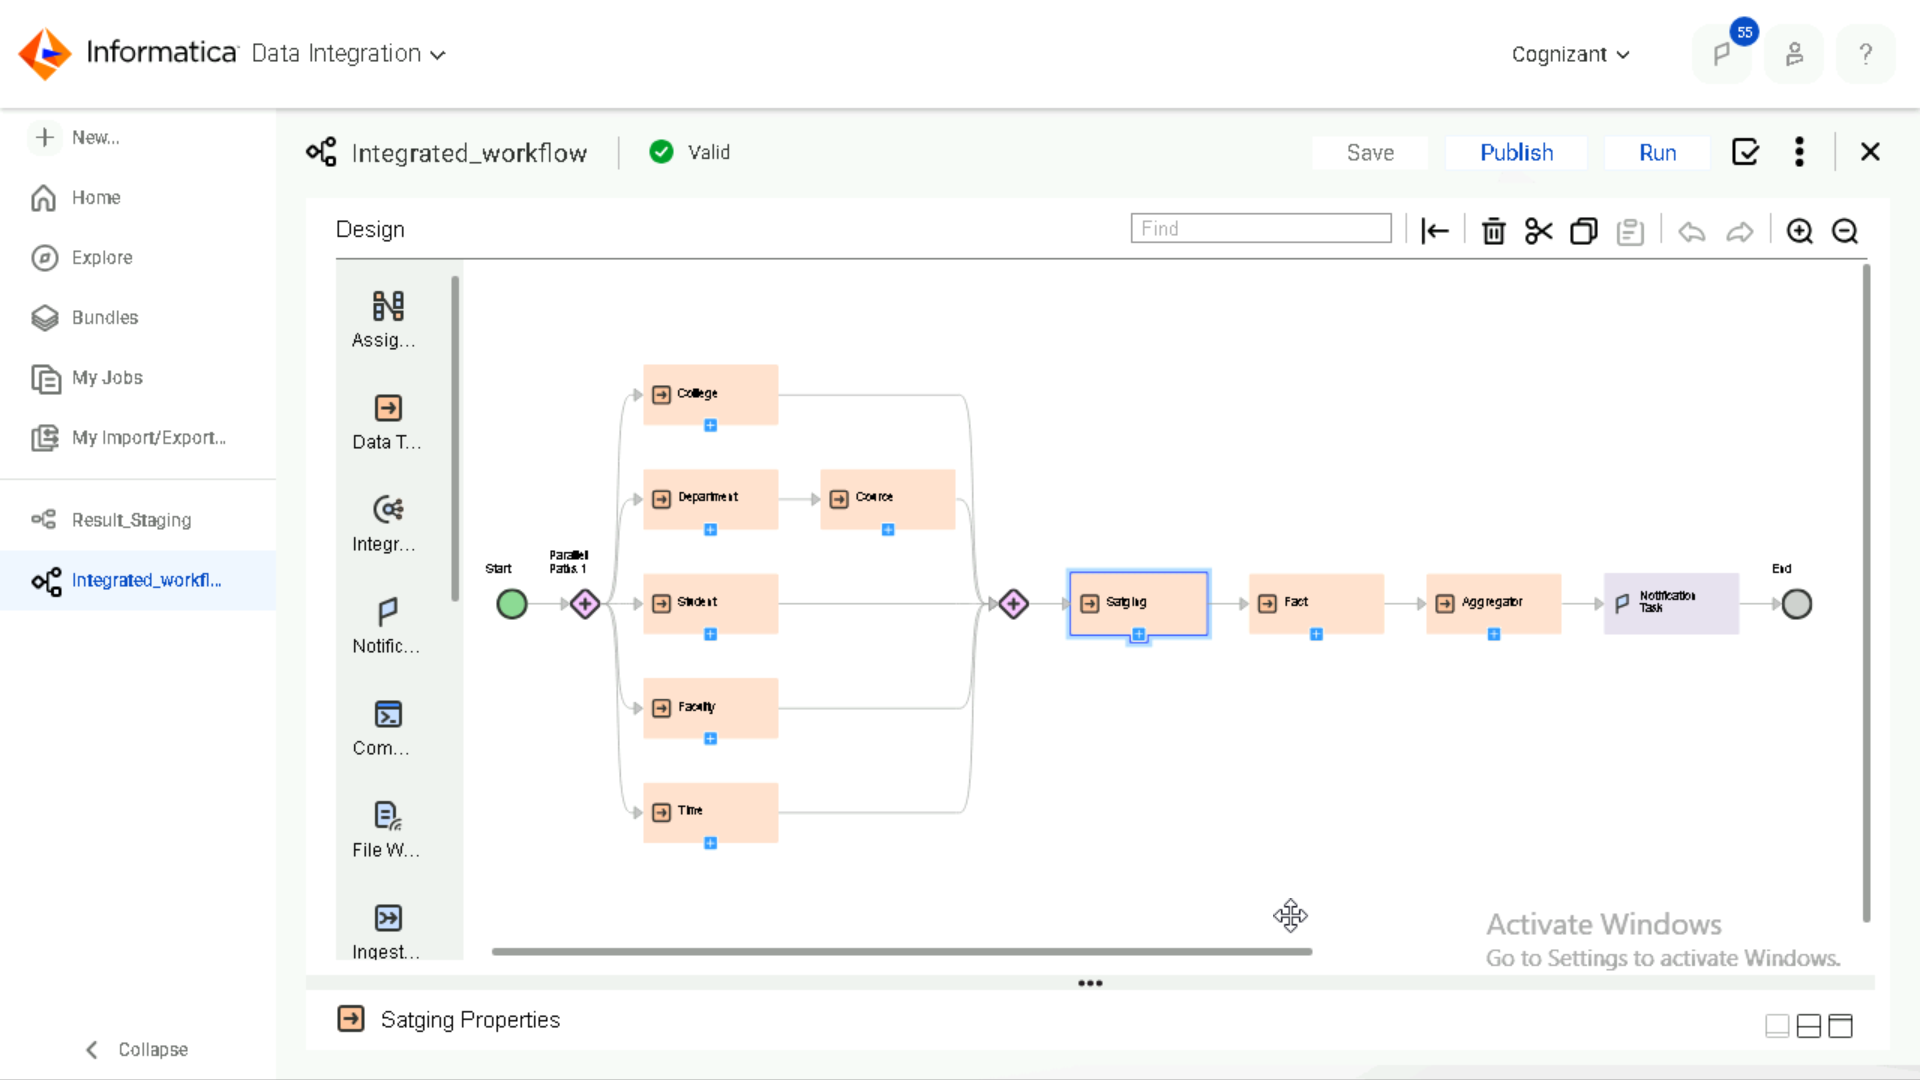 Informatica Data Integration
Cognizant
55
?
New...
Home
Explore
Bundles
My Jobs
My Import/Export...
Result_Staging
Integrated_workfl...
Collapse
Integrated_workflow
Valid
Save
Publish
Run
Design
Find
Assig...
Data T...
Integr...
Notific...
Com...
File W...
Ingest...
Start
Parallel
Paths 1
College
Department
Cource
Student
Faculty
Time
Satging
Fact
Aggregator
Notification
Task
End
Activate Windows
Go to Settings to activate Windows.
Satging Properties